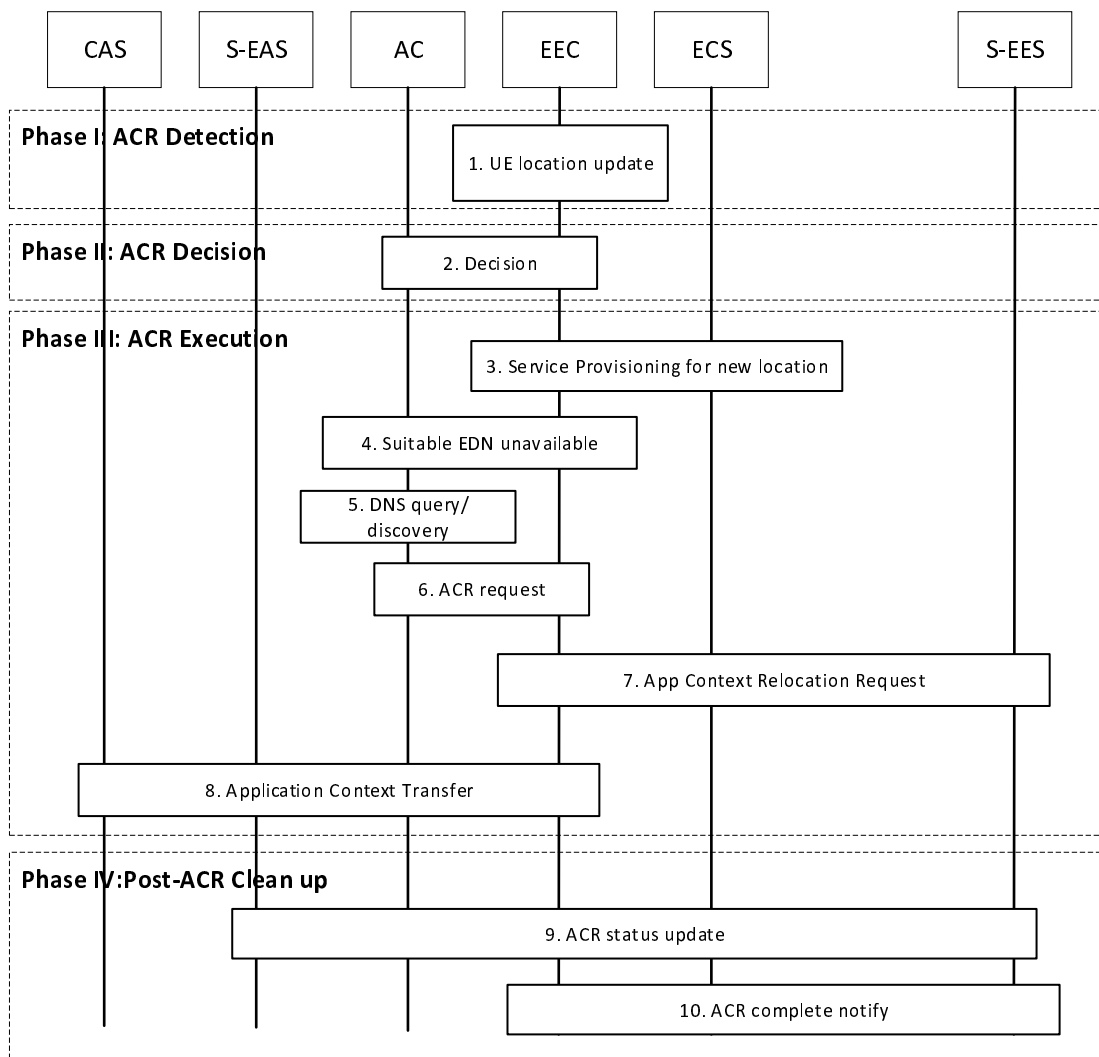 CAS S-EAS AC EEC ECS S-EES
Phase I: ACR Detection
1. UE location update
Phase II: ACR Decision
2. Decision
Phase III: ACR Execution
3. Service Provisioning for new location
4. Suitable EDN unavailable
5. DNS query/
discovery
6. ACR request
7. App Context Relocation Request
8. Application Context Transfer
Phase IV:Post-ACR Clean up
9. ACR status update
10. ACR complete notify